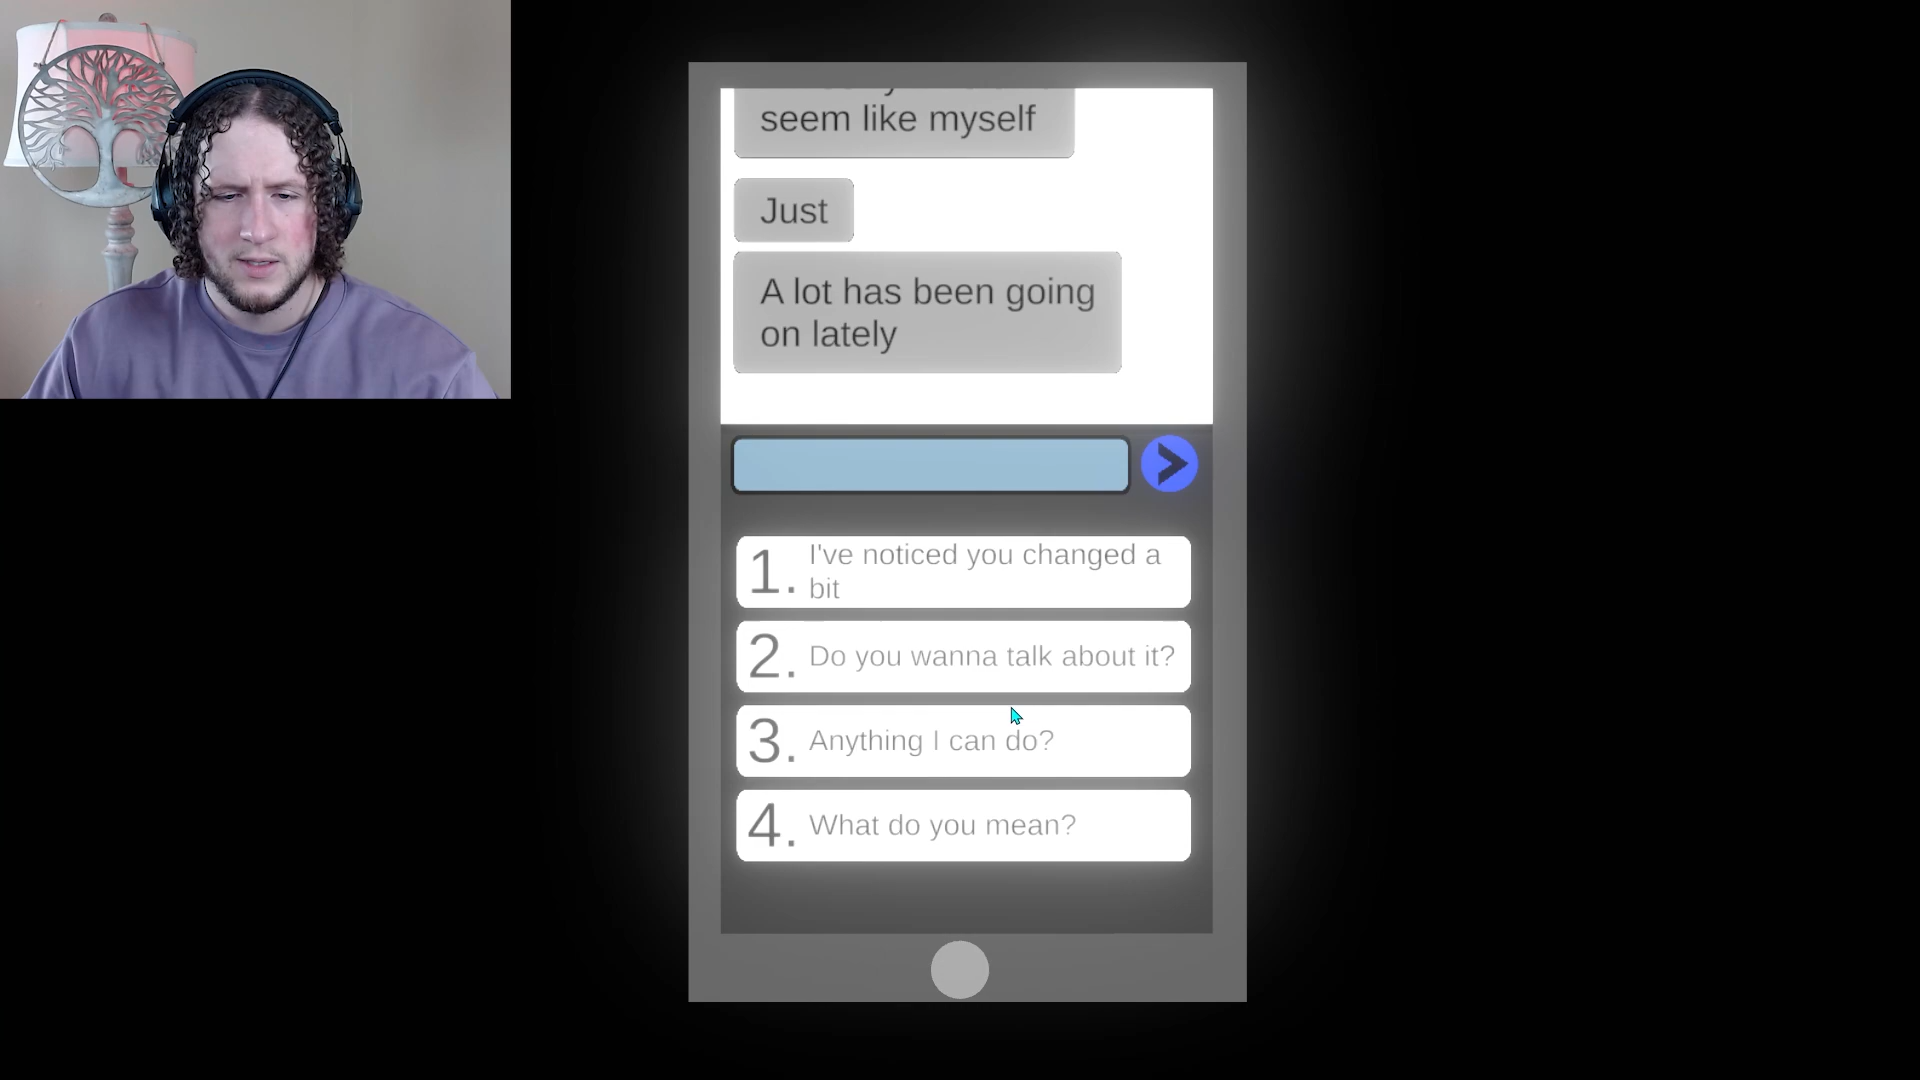 seem like myself
Just
A lot has been going
on lately
1. I've noticed you changed a
bit
2. Do you wanna talk about it?
3. Anything I can do?
4. What do you mean?